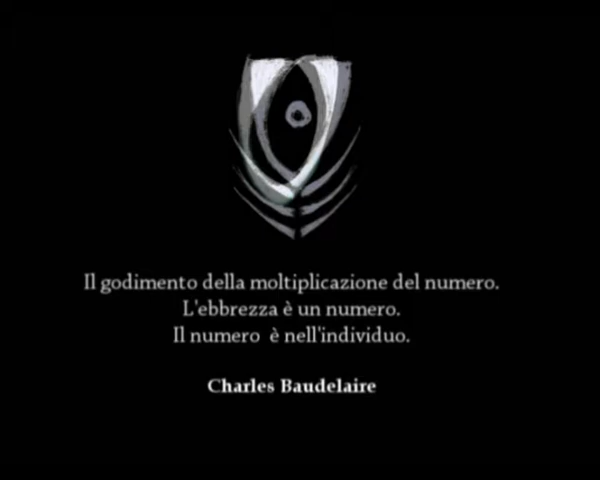 Il godimento della moltiplicazione del numero.
L'ebbrezza è un numero.
Il numero è nell'individuo.
Charles Baudelaire